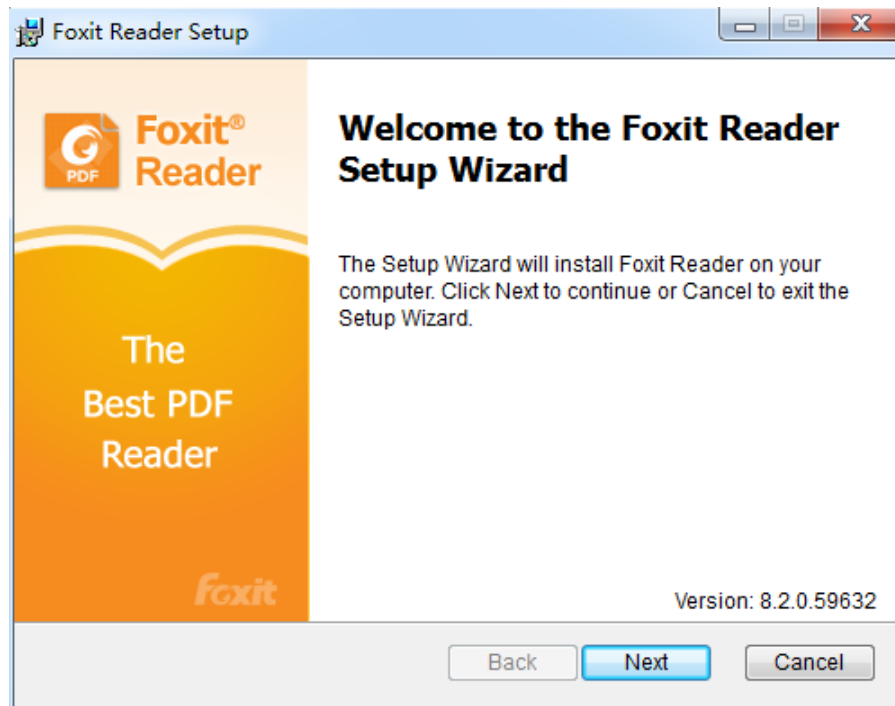 Foxit Reader Setup
Foxit®
Reader
PDF
Welcome to the Foxit Reader
Setup Wizard
The Setup Wizard will install Foxit Reader on your
computer. Click Next to continue or Cancel to exit the
Setup Wizard.
The
Best PDF
Reader
Foxit
Version: 8.2.0.59632
Back
Next
Cancel